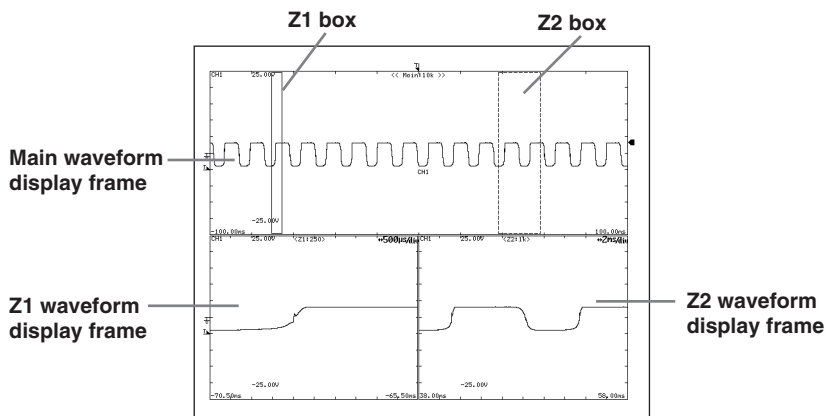 Z1 box
Z2 box
CH1 25.00V << Main:10k >>
Main waveform
display frame
CH1
-25.00V
-100.00ms 100.00ms
CH1 25.00V <Z1:250> 500µs/div CH1 25.00V <Z2:1k> 2ms/div
Z1 waveform
display frame
Z2 waveform
display frame
-25.00V -25.00V
-70.50ms -65.50ms 38.00ms 58.00ms